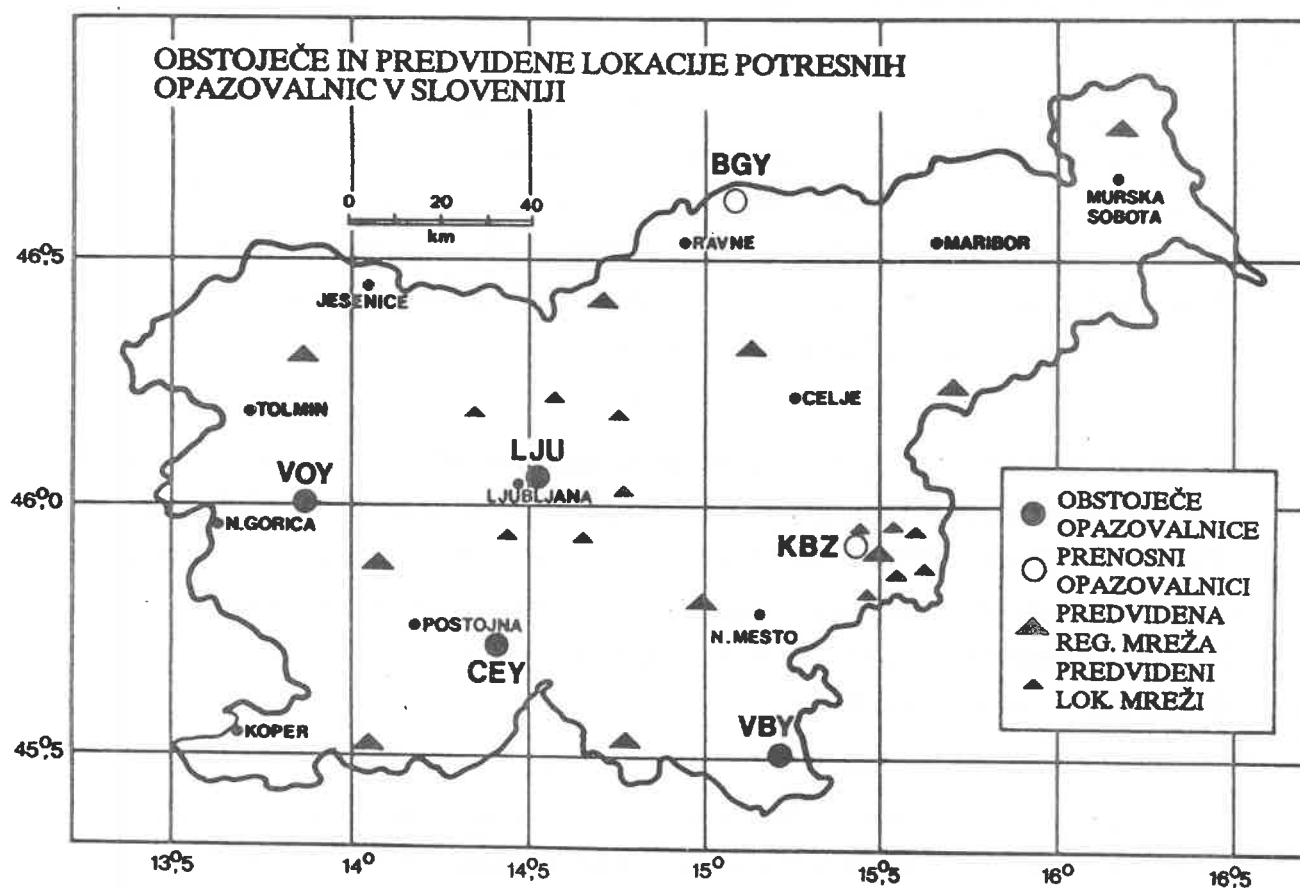 OBSTOJEČE IN PREDVIDENE LOKACIJE POTRESNIH
OPAZOVALNIC V SLOVENIJI
0 20 40
km
BGY
MURSKA
SOBOTA
RAVNE
MARIBOR
46°,5
JESENICE
TOLMIN
CELJE
LJU
VOY
LJUBLJANA
46°,0
N.GORICA
KBZ
POSTOJNA
N.MESTO
CEY
KOPER
VBY
45°,5
OBSTOJEČE
OPAZOVALNICE
PRENOSNI
OPAZOVALNICI
PREDVIDENA
REG. MREŽA
PREDVIDENI
LOK. MREŽI
13°,5 14° 14°,5 15° 15°,5 16° 16°,5